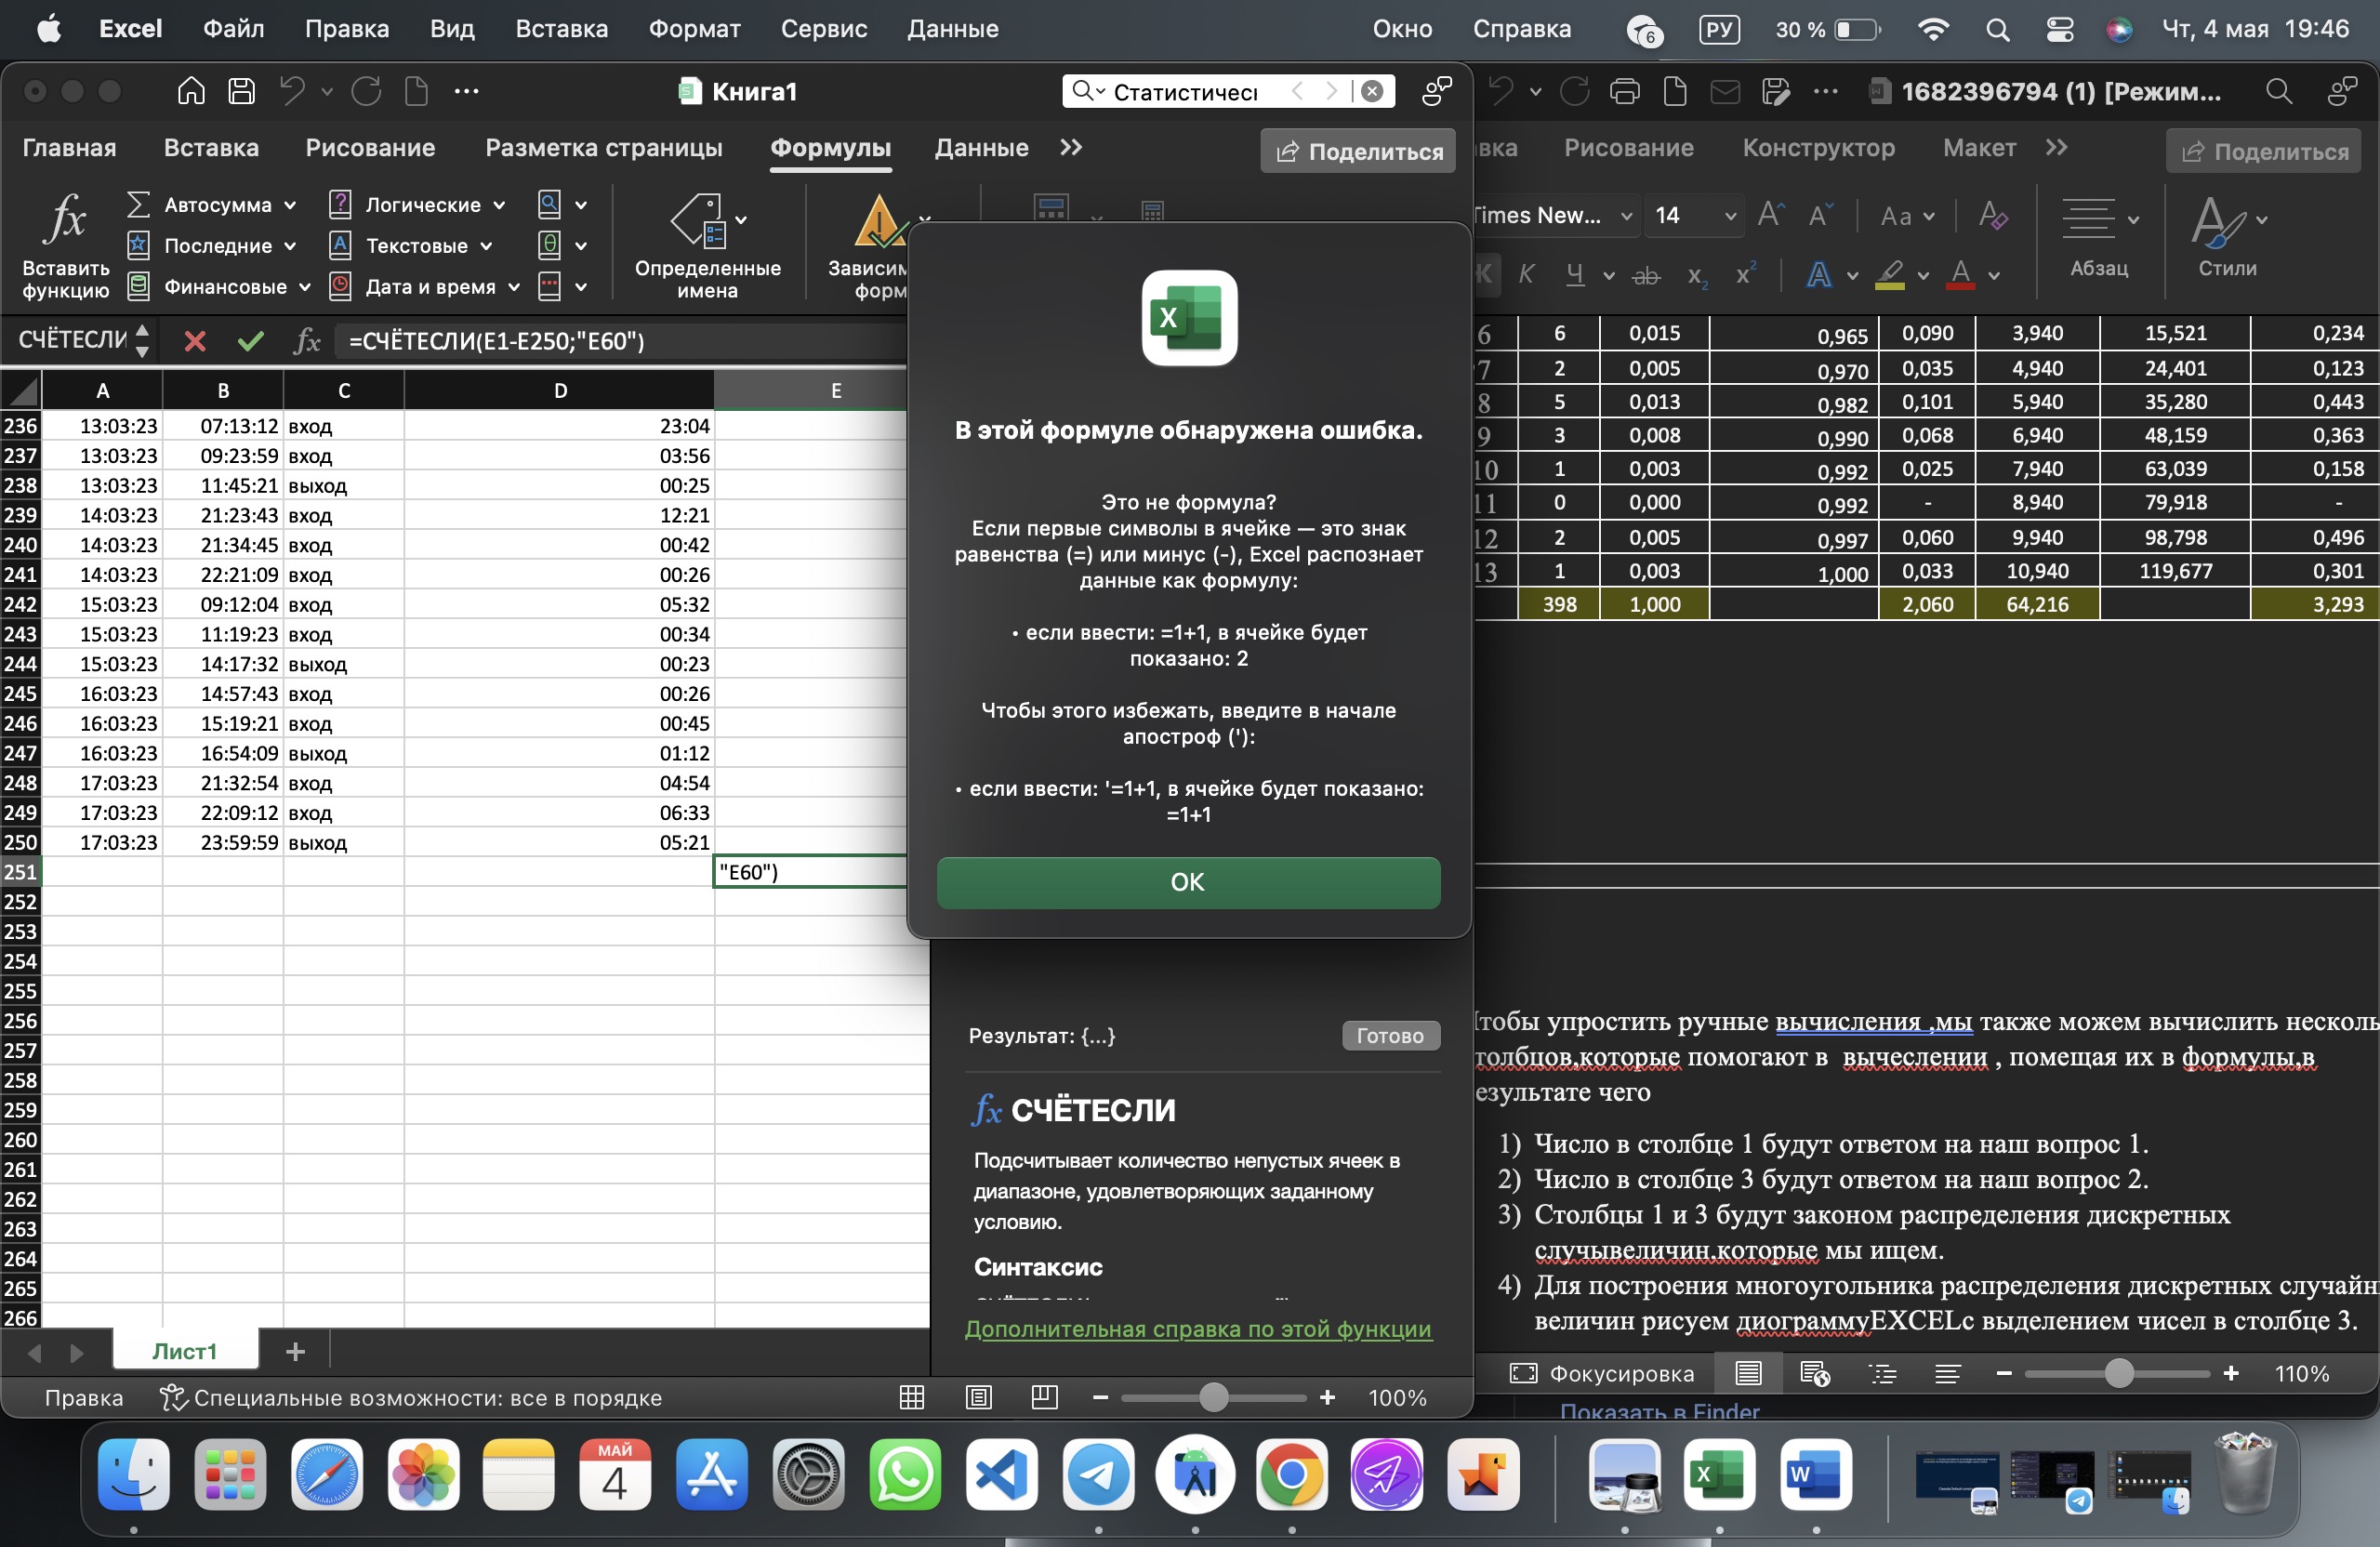 Excel Файл Правка Вид Вставка Формат Сервис Данные Окно Справка 6 РУ 30 % Чт, 4 мая 19:46
Книга1
Статистичесı
1682396794 (1) [Режим...
Главная Вставка Рисование Разметка страницы Формулы Данные Поделиться
вка Рисование Конструктор Макет Поделиться
Вставить функцию
Автосумма
Последние
Финансовые
Логические
Текстовые
Дата и время
Определенные имена
Зависим
форм
Times New... 14 Aa
Абзац
Стили
СЧЁТЕСЛИ fx =СЧЁТЕСЛИ(E1-E250;"E60")
A B C D E
236 13:03:23 07:13:12 вход 23:04
237 13:03:23 09:23:59 вход 03:56
238 13:03:23 11:45:21 выход 00:25
239 14:03:23 21:23:43 вход 12:21
240 14:03:23 21:34:45 вход 00:42
241 14:03:23 22:21:09 вход 00:26
242 15:03:23 09:12:04 вход 05:32
243 15:03:23 11:19:23 вход 00:34
244 15:03:23 14:17:32 выход 00:23
245 16:03:23 14:57:43 вход 00:26
246 16:03:23 15:19:21 вход 00:45
247 16:03:23 16:54:09 выход 01:12
248 17:03:23 21:32:54 вход 04:54
249 17:03:23 22:09:12 вход 06:33
250 17:03:23 23:59:59 выход 05:21
251 "E60")
252
253
254
255
256
257
258
259
260
261
262
263
264
265
266
В этой формуле обнаружена ошибка.
Это не формула?
Если первые символы в ячейке — это знак
равенства (=) или минус (-), Excel распознает
данные как формулу:
• если ввести: =1+1, в ячейке будет
показано: 2
Чтобы этого избежать, введите в начале
апостроф ('):
• если ввести: '=1+1, в ячейке будет показано:
=1+1
OK
Результат: {...} Готово
fx СЧЁТЕСЛИ
Подсчитывает количество непустых ячеек в
диапазоне, удовлетворяющих заданному
условию.
Синтаксис
Дополнительная справка по этой функции
6 6 0,015 0,965 0,090 3,940 15,521 0,234
7 2 0,005 0,970 0,035 4,940 24,401 0,123
8 5 0,013 0,982 0,101 5,940 35,280 0,443
9 3 0,008 0,990 0,068 6,940 48,159 0,363
10 1 0,003 0,992 0,025 7,940 63,039 0,158
11 0 0,000 0,992 - 8,940 79,918 -
12 2 0,005 0,997 0,060 9,940 98,798 0,496
13 1 0,003 1,000 0,033 10,940 119,677 0,301
398 1,000 2,060 64,216 3,293
тобы упростить ручные вычисления ,мы также можем вычислить несколь
толбцов,которые помогают в вычеслении , помещая их в формулы,в
езультате чего
1) Число в столбце 1 будут ответом на наш вопрос 1.
2) Число в столбце 3 будут ответом на наш вопрос 2.
3) Столбцы 1 и 3 будут законом распределения дискретных
случывеличин,которые мы ищем.
4) Для построения многоугольника распределения дискретных случайн
величин рисуем диограммуEXCELс выделением чисел в столбце 3.
Лист1
Правка Специальные возможности: все в порядке 100%
Фокусировка 110%
Показать в Finder
МАЙ
4